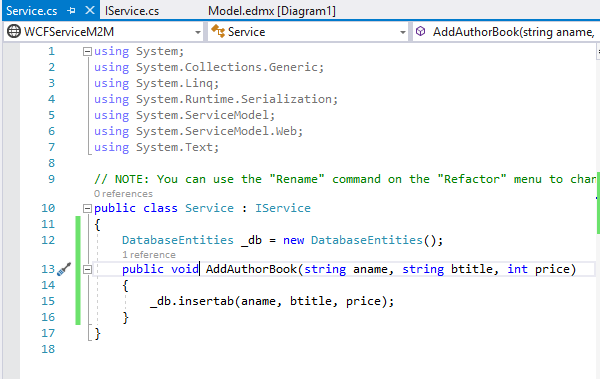 Service.cs IService.cs Model.edmx [Diagram1]
WCFServiceM2M Service AddAuthorBook(string aname,
1 using System;
2 using System.Collections.Generic;
3 using System.Linq;
4 using System.Runtime.Serialization;
5 using System.ServiceModel;
6 using System.ServiceModel.Web;
7 using System.Text;
8
9 // NOTE: You can use the "Rename" command on the "Refactor" menu to chan
0 references
10 public class Service : IService
11 {
12 DatabaseEntities _db = new DatabaseEntities();
1 reference
13 public void AddAuthorBook(string aname, string btitle, int price)
14 {
15 _db.insertab(aname, btitle, price);
16 }
17 }
18